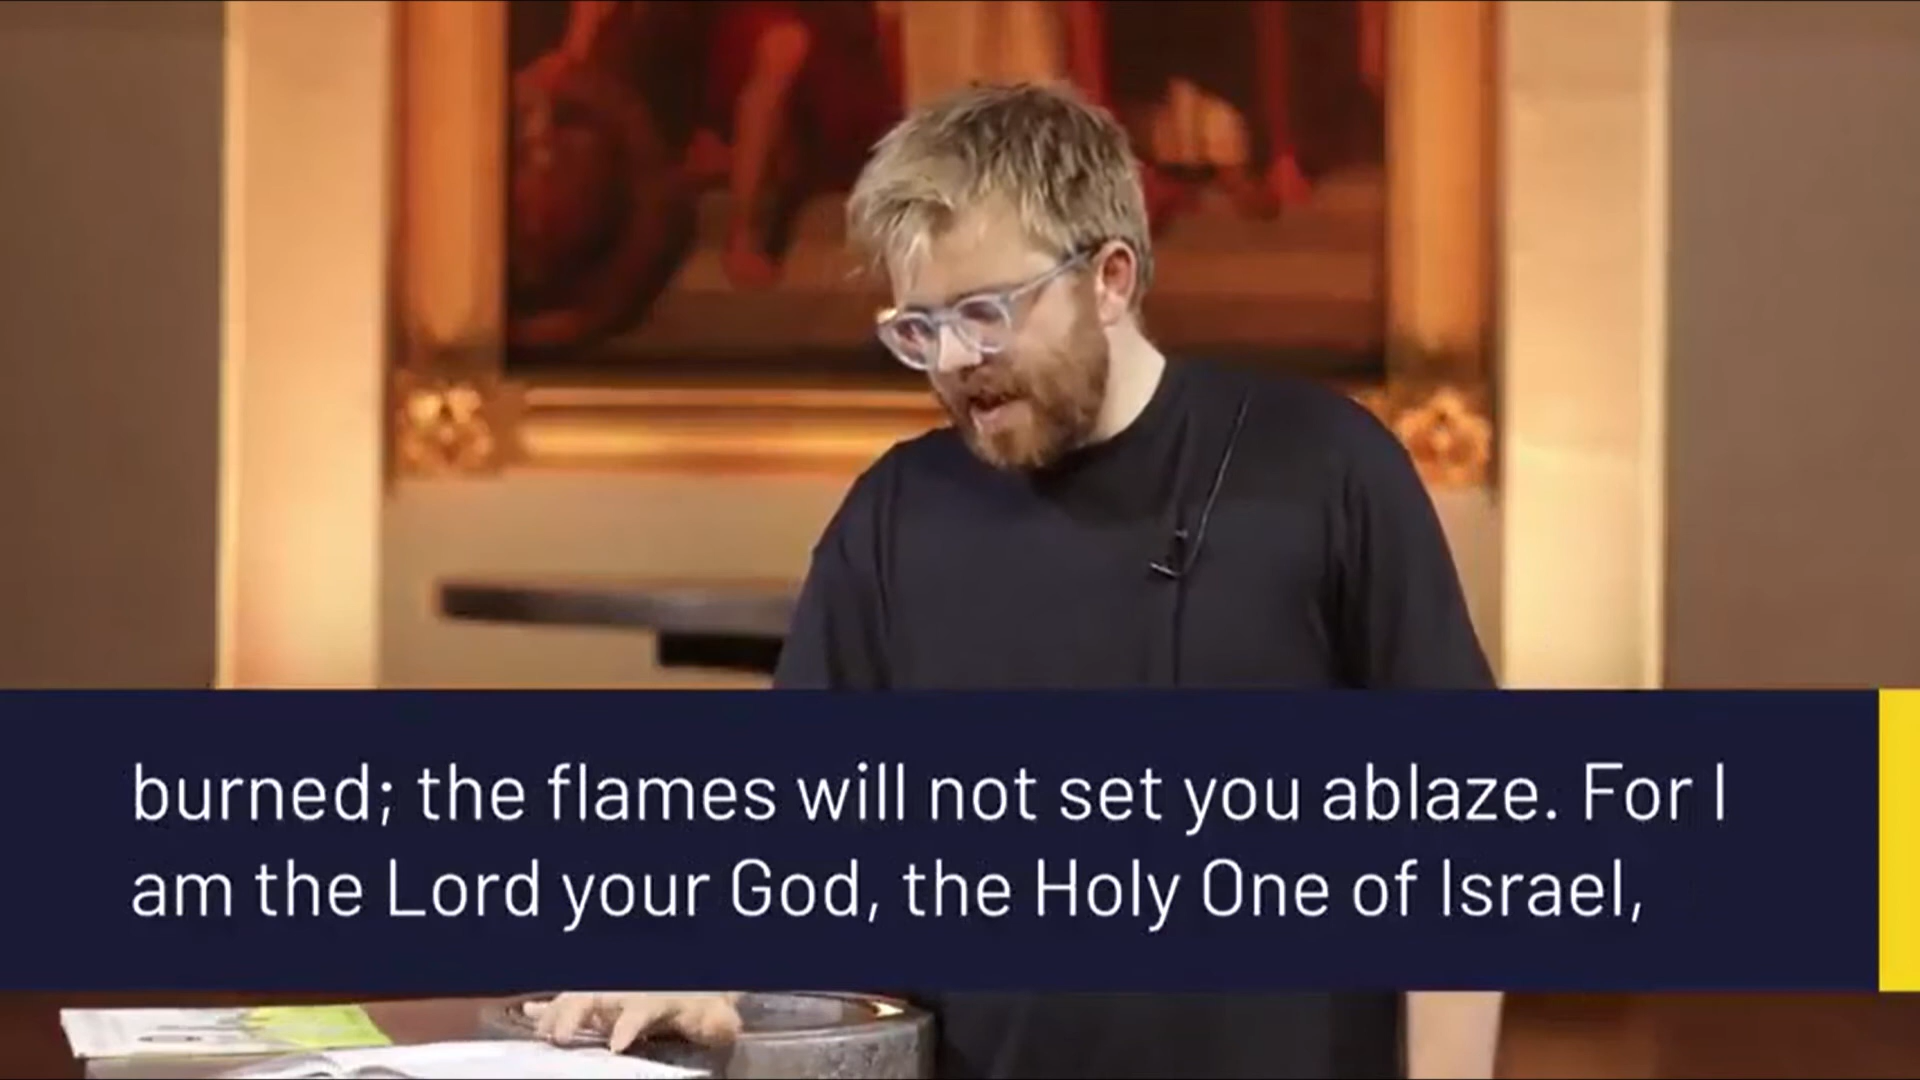 burned; the flames will not set you ablaze. For I
am the Lord your God, the Holy One of Israel,